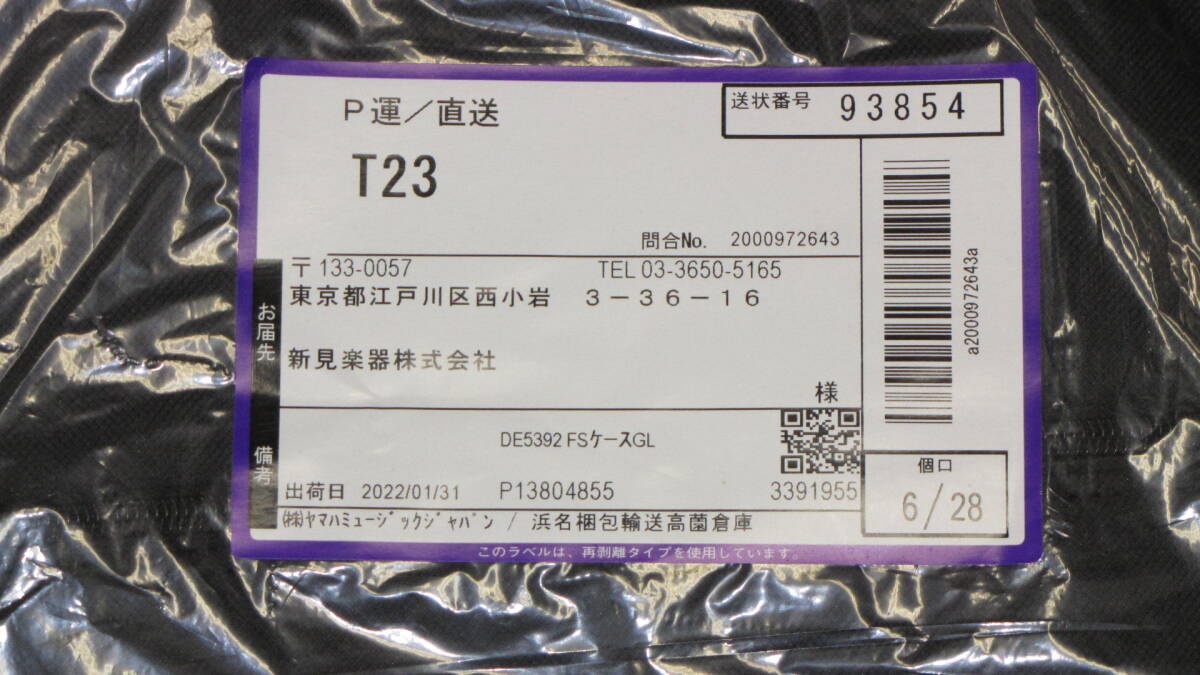 P運／直送
送状番号 93854
T23
問合No. 2000972643
〒133-0057 TEL 03-3650-5165
東京都江戸川区西小岩 3－36－16
お届先
新見楽器株式会社
様
a2000972643a
DE5392 FSケースGL
備考
出荷日 2022/01/31 P13804855 3391955
個口
6/28
㈱ヤマハミュージックジャパン / 浜名梱包輸送高薗倉庫
このラベルは、再剥離タイプを使用しています。